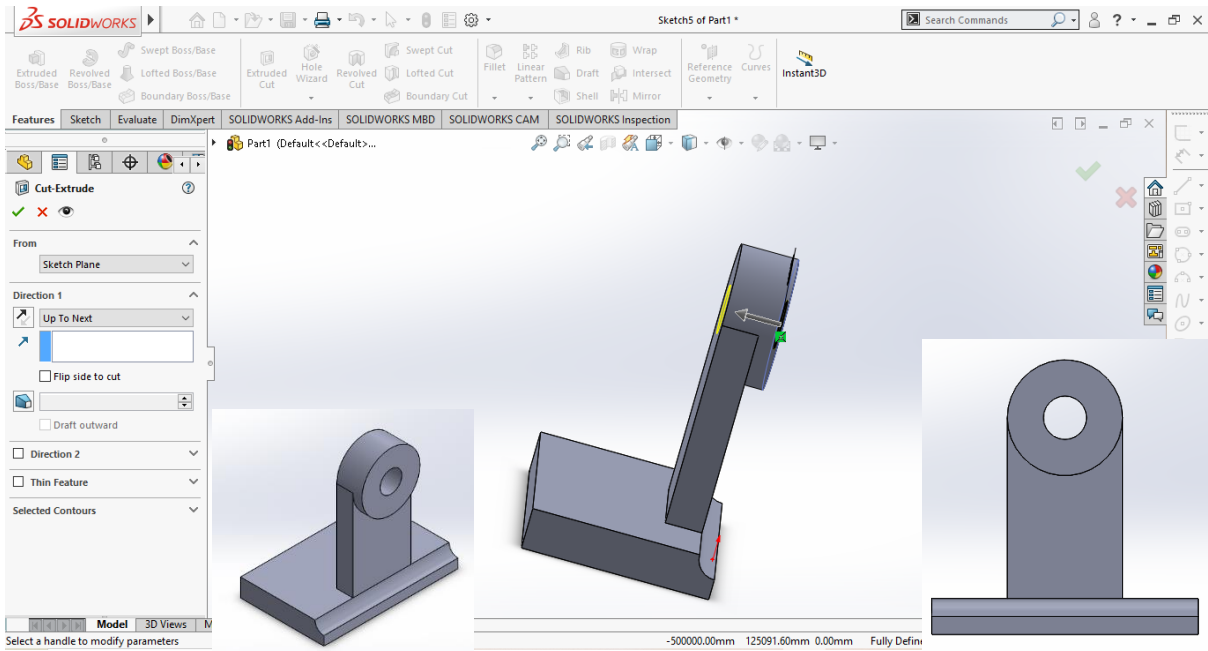 SOLIDWORKS
Sketch5 of Part1 *
Search Commands
?
Extruded Boss/Base
Revolved Boss/Base
Swept Boss/Base
Lofted Boss/Base
Boundary Boss/Base
Extruded Cut
Hole Wizard
Revolved Cut
Swept Cut
Lofted Cut
Boundary Cut
Fillet
Linear Pattern
Rib
Draft
Shell
Wrap
Intersect
Mirror
Reference Geometry
Curves
Instant3D
Features Sketch Evaluate DimXpert SOLIDWORKS Add-Ins SOLIDWORKS MBD SOLIDWORKS CAM SOLIDWORKS Inspection
Part1 (Default<<Default>...
Cut-Extrude
From
Sketch Plane
Direction 1
Up To Next
Flip side to cut
Draft outward
Direction 2
Thin Feature
Selected Contours
Model 3D Views M
Select a handle to modify parameters
-500000.00mm 125091.60mm 0.00mm Fully Define